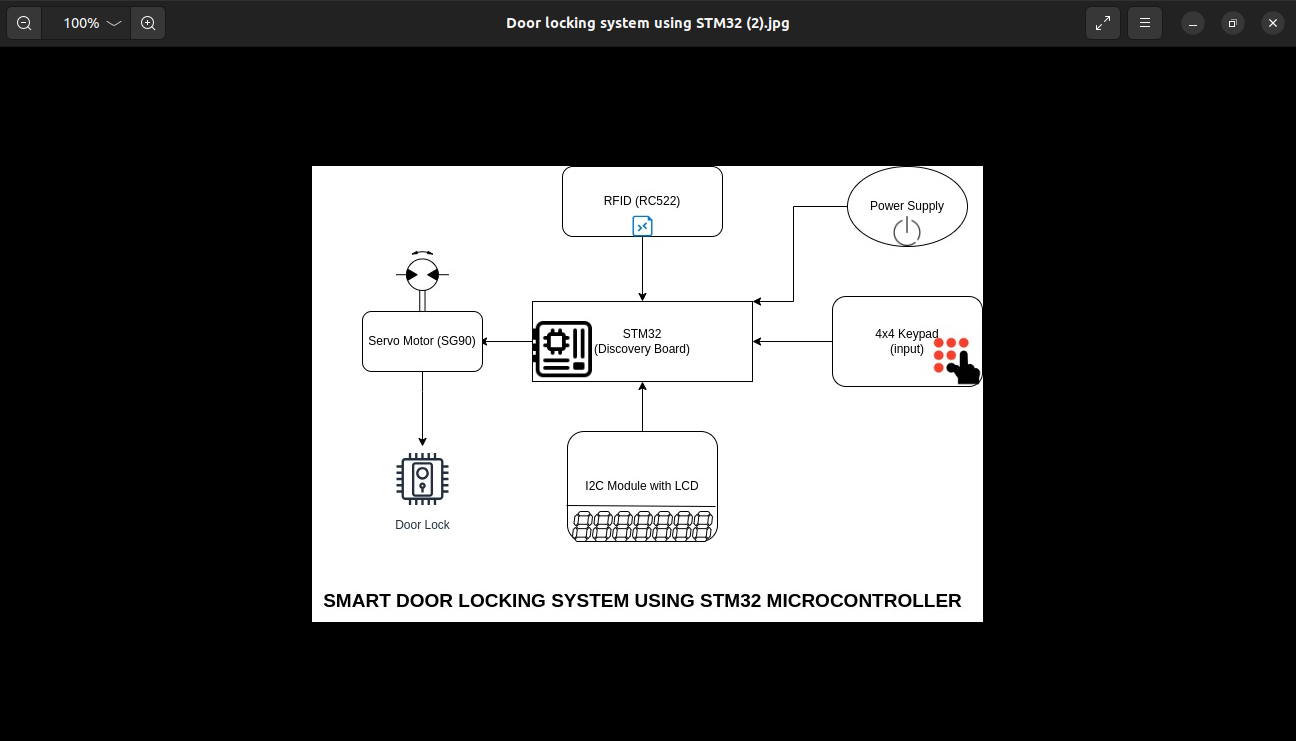 100%
Door locking system using STM32 (2).jpg
RFID (RC522)
Power Supply
Servo Motor (SG90)
STM32
(Discovery Board)
4x4 Keypad
(input)
I2C Module with LCD
Door Lock
SMART DOOR LOCKING SYSTEM USING STM32 MICROCONTROLLER